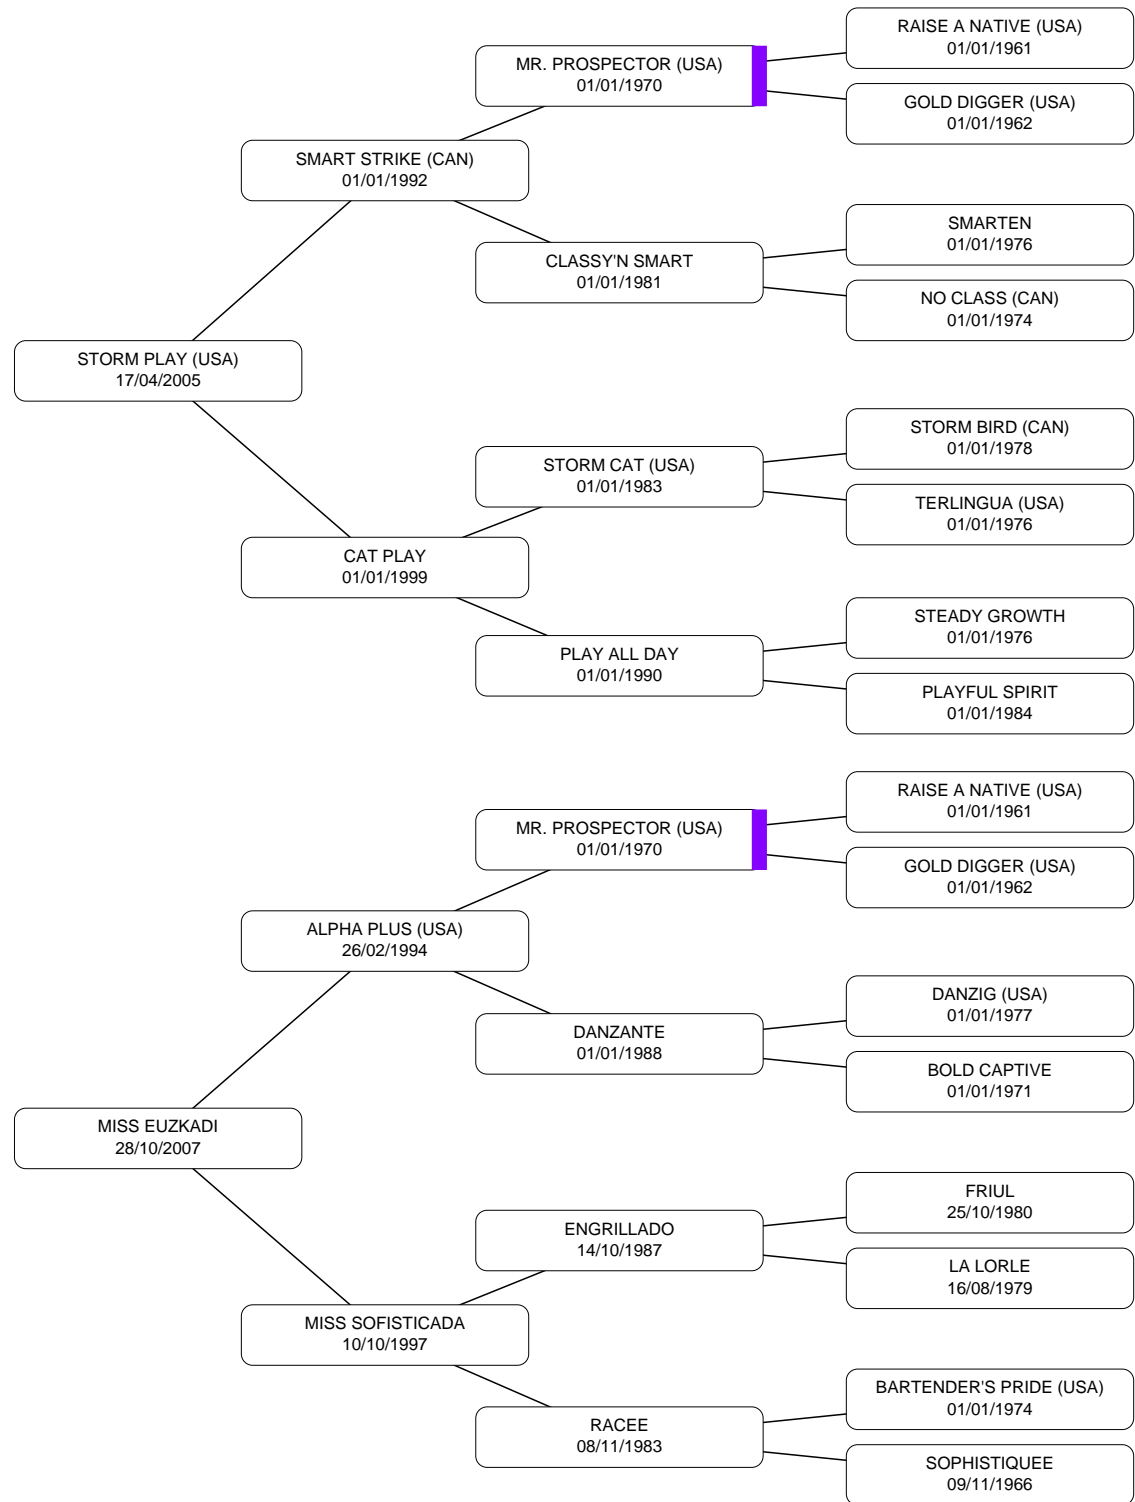 RAISE A NATIVE (USA)
01/01/1961
MR. PROSPECTOR (USA)
01/01/1970
GOLD DIGGER (USA)
01/01/1962
SMART STRIKE (CAN)
01/01/1992
SMARTEN
01/01/1976
CLASSY'N SMART
01/01/1981
NO CLASS (CAN)
01/01/1974
STORM PLAY (USA)
17/04/2005
STORM BIRD (CAN)
01/01/1978
STORM CAT (USA)
01/01/1983
TERLINGUA (USA)
01/01/1976
CAT PLAY
01/01/1999
STEADY GROWTH
01/01/1976
PLAY ALL DAY
01/01/1990
PLAYFUL SPIRIT
01/01/1984
RAISE A NATIVE (USA)
01/01/1961
MR. PROSPECTOR (USA)
01/01/1970
GOLD DIGGER (USA)
01/01/1962
ALPHA PLUS (USA)
26/02/1994
DANZIG (USA)
01/01/1977
DANZANTE
01/01/1988
BOLD CAPTIVE
01/01/1971
MISS EUZKADI
28/10/2007
FRIUL
25/10/1980
ENGRILLADO
14/10/1987
LA LORLE
16/08/1979
MISS SOFISTICADA
10/10/1997
BARTENDER'S PRIDE (USA)
01/01/1974
RACEE
08/11/1983
SOPHISTIQUEE
09/11/1966